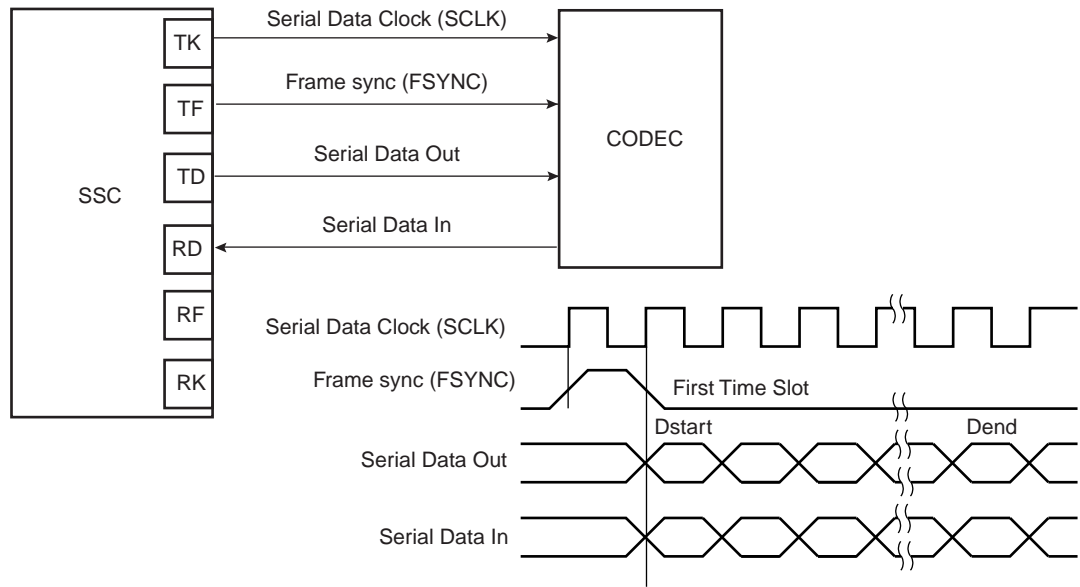 Serial Data Clock (SCLK)
TK
Frame sync (FSYNC)
TF
CODEC
Serial Data Out
TD
SSC
Serial Data In
RD
RF
Serial Data Clock (SCLK)
RK
Frame sync (FSYNC)
First Time Slot
Dstart
Dend
Serial Data Out
Serial Data In